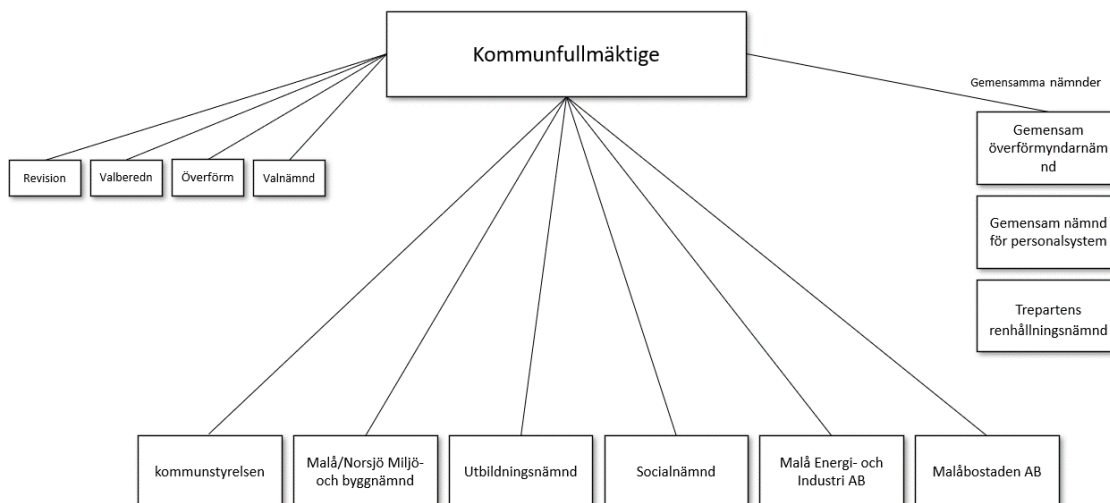 Kommunfullmäktige
Gemensamma nämnder
Revision
Valberedn
Överförm
Valnämnd
Gemensam
överförmyndarnäm
nd
Gemensam nämnd
för personalsystem
Trepartens
renhållningsnämnd
kommunstyrelsen
Malå/Norsjö Miljö-
och byggnämnd
Utbildningsnämnd
Socialnämnd
Malå Energi- och
Industri AB
Malåbostaden AB